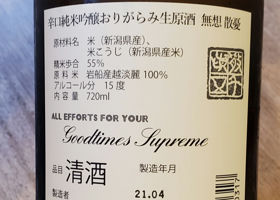 辛口純米吟醸おりがらみ生原酒 無想 散憂
原材料名 米(新潟県産)、
米こうじ(新潟県産米)
精米歩合 55%
原料米 岩船産越淡麗 100%
アルコール分 15度
内容量 720ml
ALL EFFORTS FOR YOUR
Goodtimes Supreme
品目 清酒 製造年月
製造者 21.04